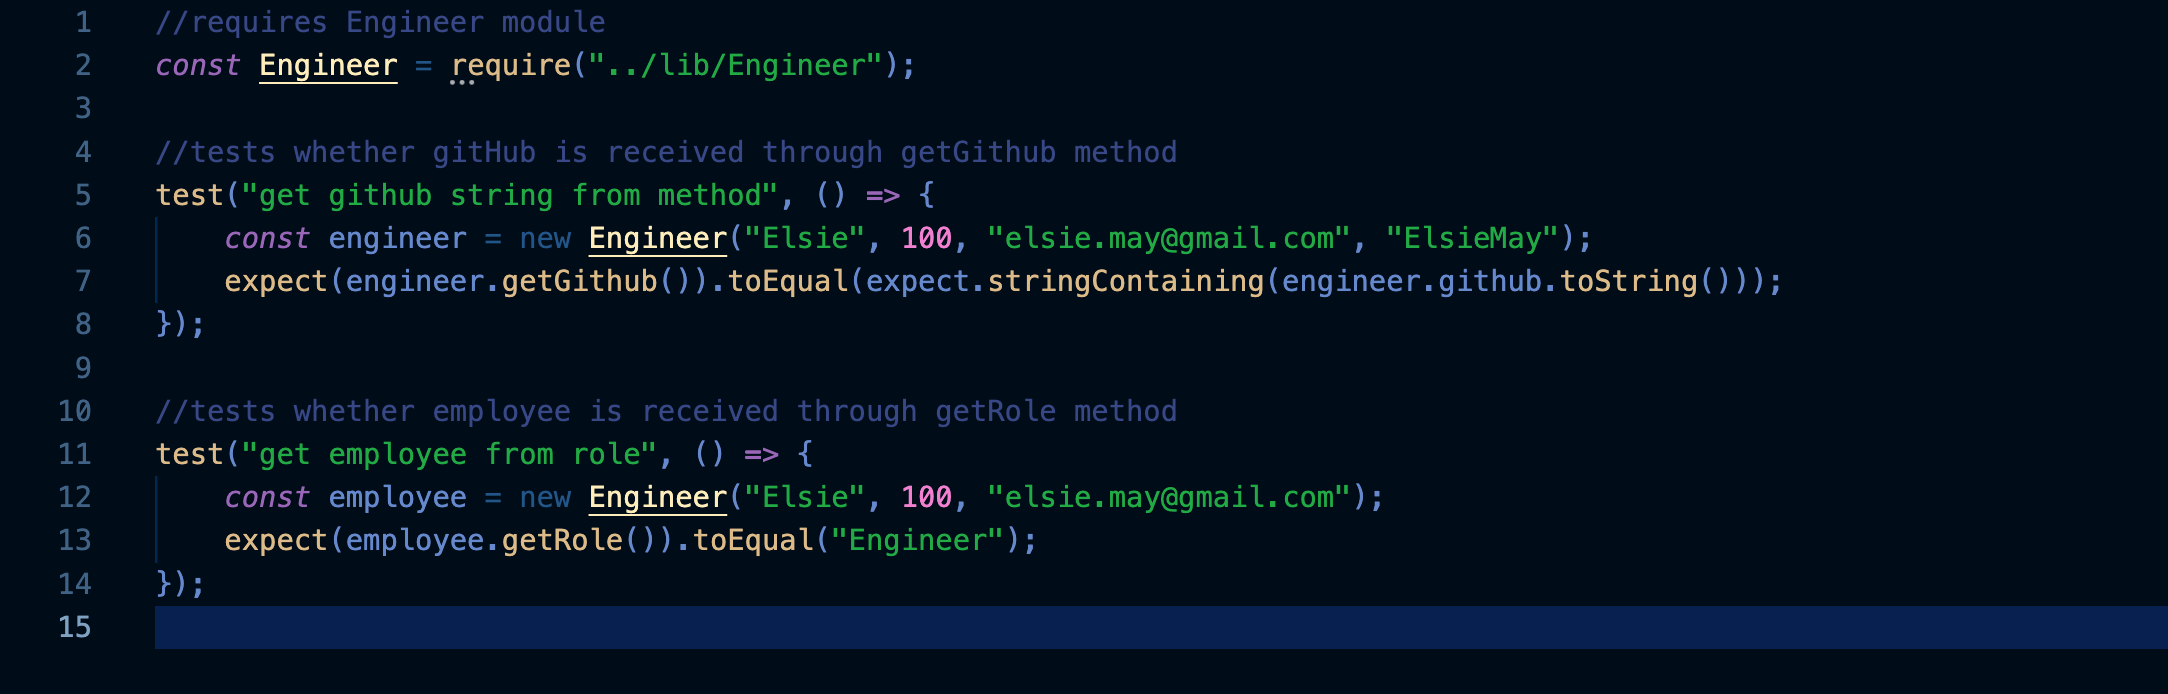 1 //requires Engineer module
2 const Engineer = require("../lib/Engineer");
3
4 //tests whether gitHub is received through getGithub method
5 test("get github string from method", () => {
6 const engineer = new Engineer("Elsie", 100, "elsie.may@gmail.com", "ElsieMay");
7 expect(engineer.getGithub()).toEqual(expect.stringContaining(engineer.github.toString()));
8 });
9
10 //tests whether employee is received through getRole method
11 test("get employee from role", () => {
12 const employee = new Engineer("Elsie", 100, "elsie.may@gmail.com");
13 expect(employee.getRole()).toEqual("Engineer");
14 });
15